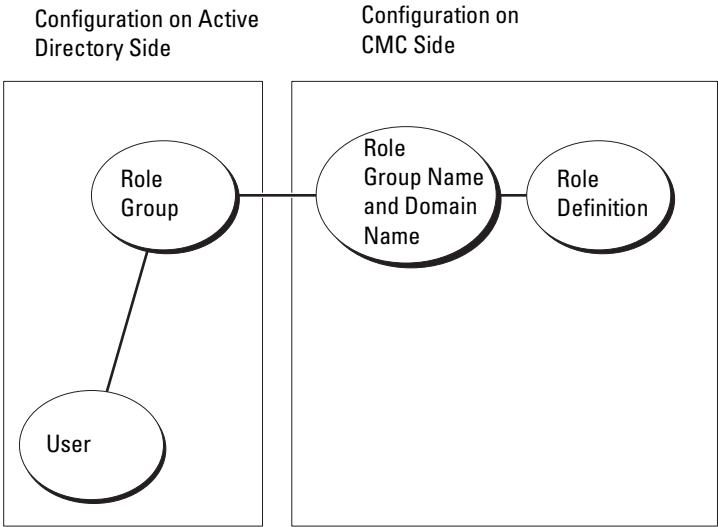 Configuration on Active
Directory Side
Configuration on
CMC Side
Role
Group
Role
Group Name
and Domain
Name
Role
Definition
User